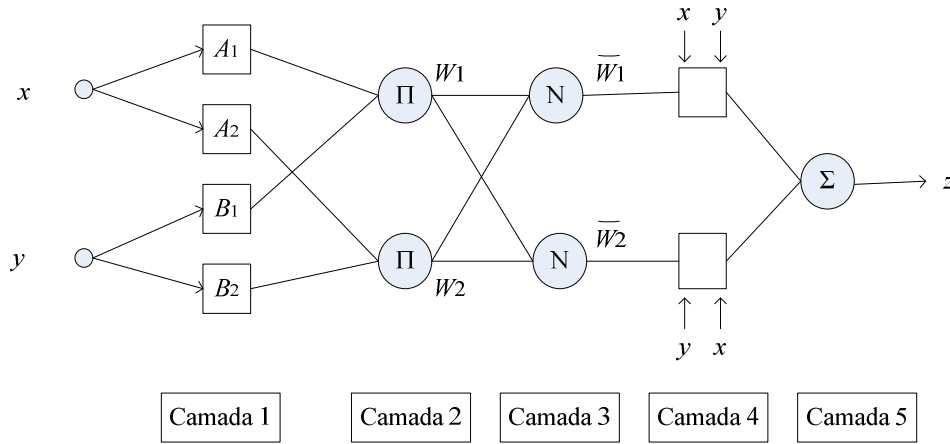 x y
A1
W1
W̅1̅
x
Π
N
A2
B1
Σ
z
y
W̅2̅
Π
N
B2
W2
y x
Camada 1
Camada 2
Camada 3
Camada 4
Camada 5